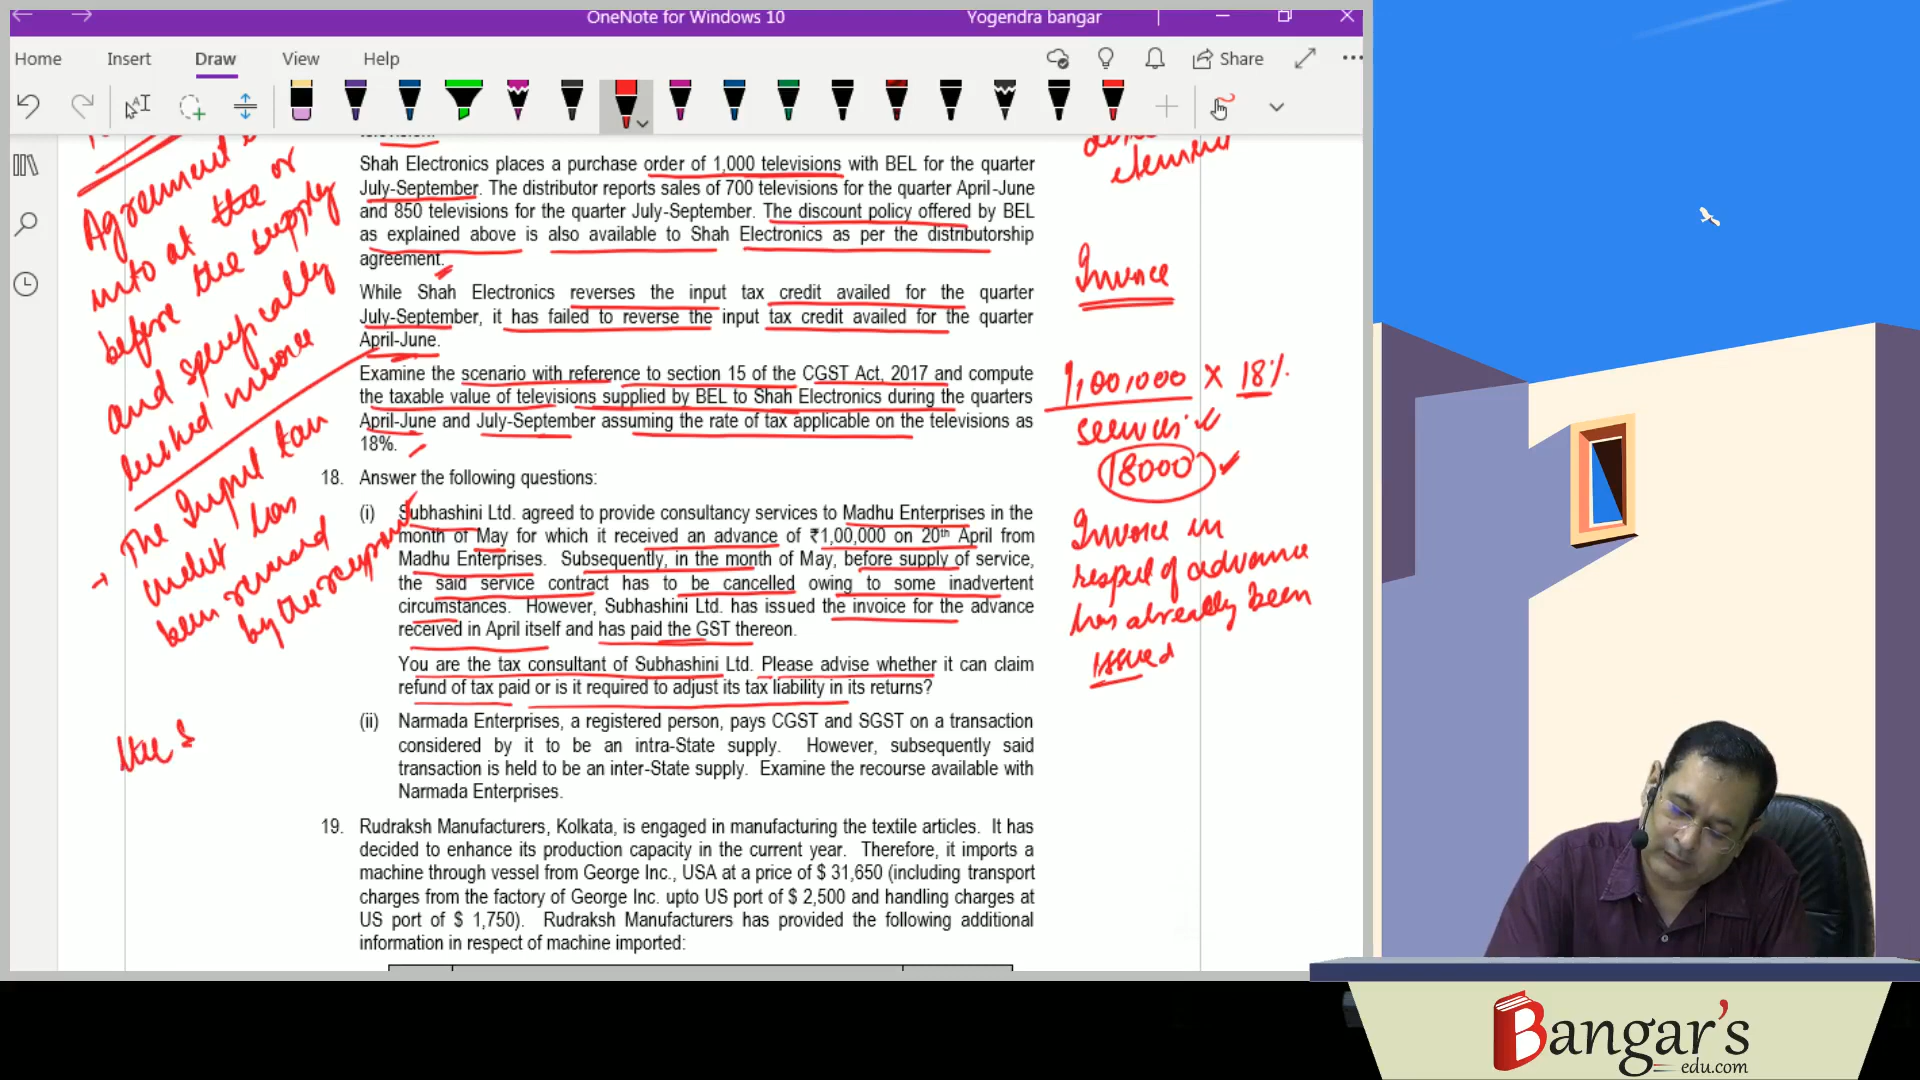 OneNote for Windows 10
Yogendra bangar
Home Insert Draw View Help
Share
television.
Shah Electronics places a purchase order of 1,000 televisions with BEL for the quarter
July-September. The distributor reports sales of 700 televisions for the quarter April-June
and 850 televisions for the quarter July-September. The discount policy offered by BEL
as explained above is also available to Shah Electronics as per the distributorship
agreement.
While Shah Electronics reverses the input tax credit availed for the quarter
July-September, it has failed to reverse the input tax credit availed for the quarter
April-June.
Examine the scenario with reference to section 15 of the CGST Act, 2017 and compute
the taxable value of televisions supplied by BEL to Shah Electronics during the quarters
April-June and July-September assuming the rate of tax applicable on the televisions as
18%.
18. Answer the following questions:
(i) Subhashini Ltd. agreed to provide consultancy services to Madhu Enterprises in the
month of May for which it received an advance of ₹1,00,000 on 20th April from
Madhu Enterprises. Subsequently, in the month of May, before supply of service,
the said service contract has to be cancelled owing to some inadvertent
circumstances. However, Subhashini Ltd. has issued the invoice for the advance
received in April itself and has paid the GST thereon.
You are the tax consultant of Subhashini Ltd. Please advise whether it can claim
refund of tax paid or is it required to adjust its tax liability in its returns?
(ii) Narmada Enterprises, a registered person, pays CGST and SGST on a transaction
considered by it to be an intra-State supply. However, subsequently said
transaction is held to be an inter-State supply. Examine the recourse available with
Narmada Enterprises.
19. Rudraksh Manufacturers, Kolkata, is engaged in manufacturing the textile articles. It has
decided to enhance its production capacity in the current year. Therefore, it imports a
machine through vessel from George Inc., USA at a price of $ 31,650 (including transport
charges from the factory of George Inc. upto US port of $ 2,500 and handling charges at
US port of $ 1,750). Rudraksh Manufacturers has provided the following additional
information in respect of machine imported:
Agreement
into at the or
before the supply
and specifically
linked invoice
→ The Input tax
credit has
been reversed
by the recipient
Invoice
1,00,000 × 18%
services
18000
Invoice in
respect of advance
has already been
issued
Bangar's
edu.com